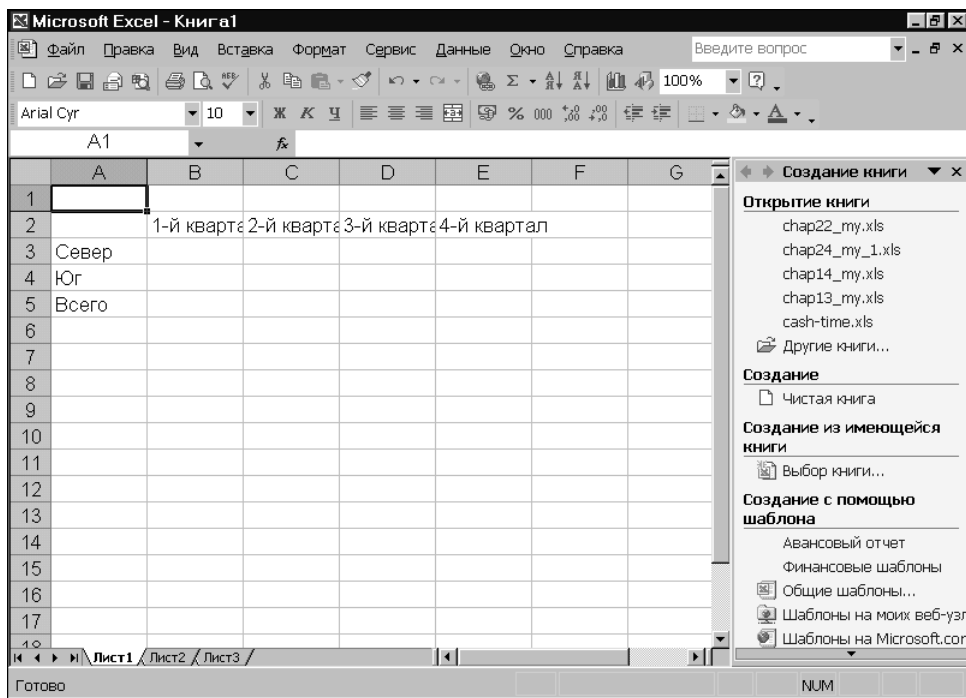 Microsoft Excel - Книга1
Файл Правка Вид Вставка Формат Сервис Данные Окно Справка Введите вопрос
100%
Arial Cyr 10 Ж К Ч % 000
A1 fx
A B C D E F G
1
2 1-й кварта 2-й кварта 3-й кварта 4-й квартал
3 Север
4 Юг
5 Всего
6
7
8
9
10
11
12
13
14
15
16
17
18
Создание книги
Открытие книги
chap22_my.xls
chap24_my_1.xls
chap14_my.xls
chap13_my.xls
cash-time.xls
Другие книги...
Создание
Чистая книга
Создание из имеющейся
книги
Выбор книги...
Создание с помощью
шаблона
Авансовый отчет
Финансовые шаблоны
Общие шаблоны...
Шаблоны на моих веб-узл
Шаблоны на Microsoft.com
Лист1 Лист2 Лист3
Готово NUM